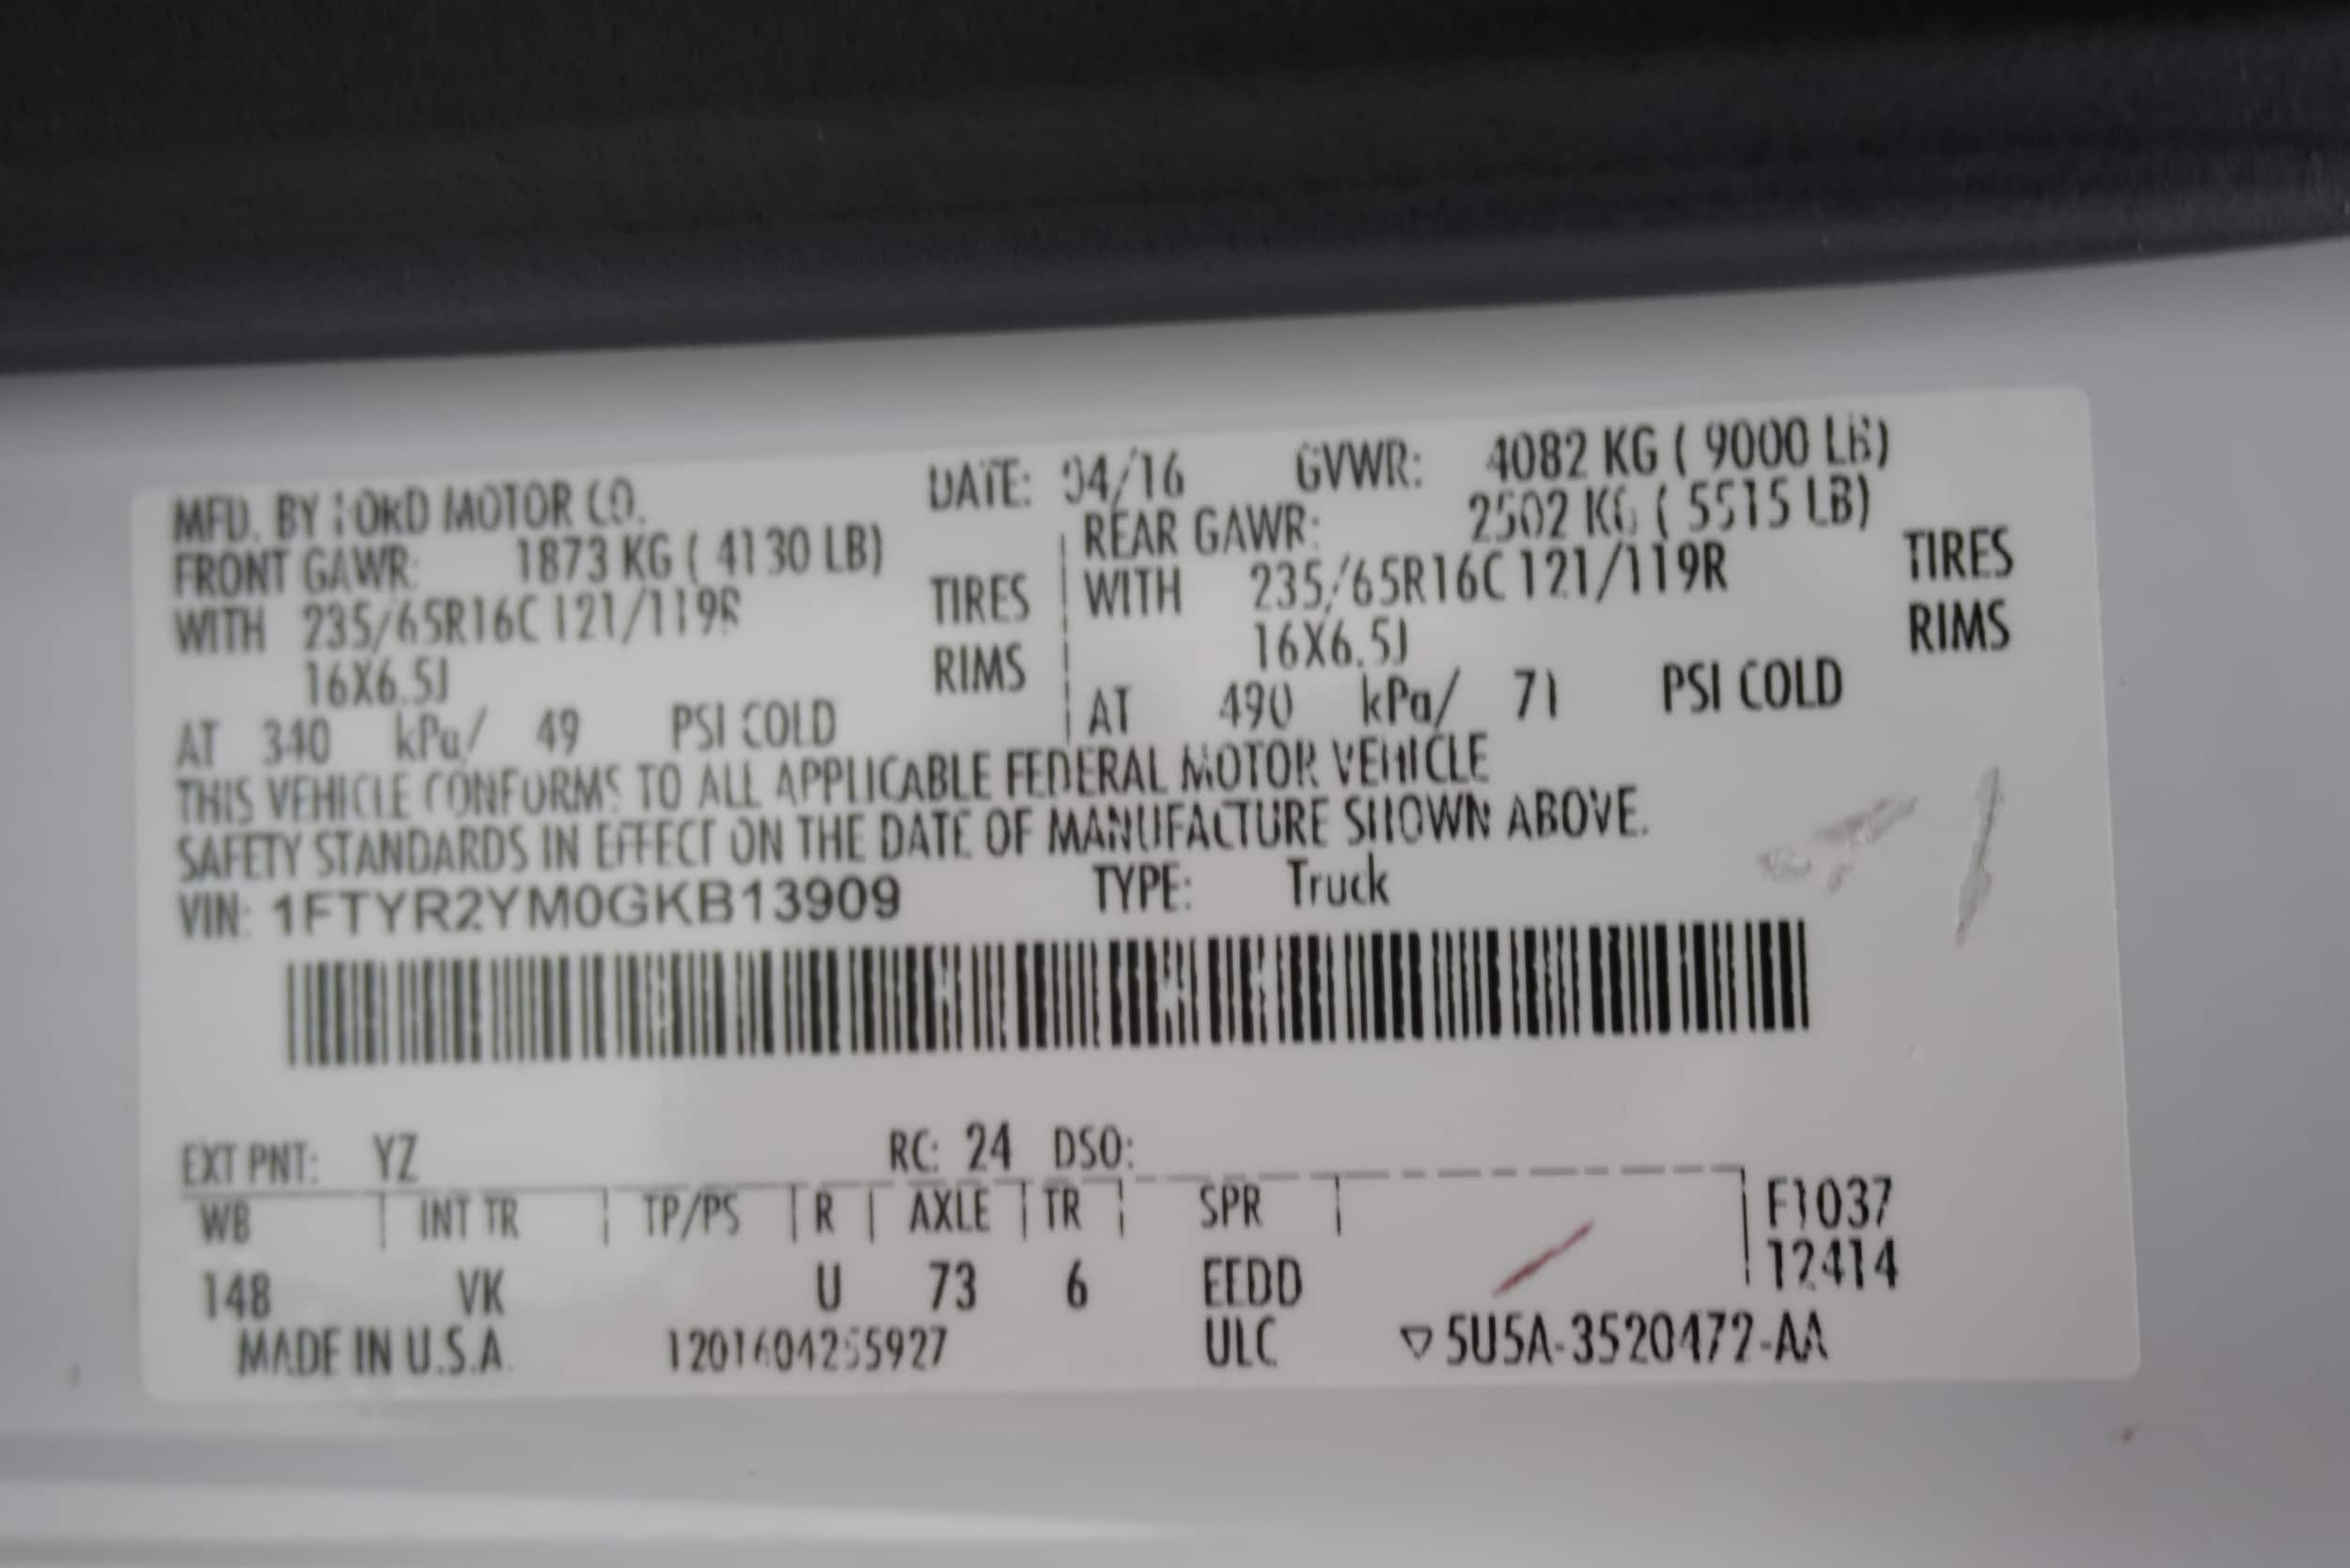 MFD. BY FORD MOTOR CO. DATE: 04/16 GVWR: 4082 KG ( 9000 LB)
FRONT GAWR: 1873 KG ( 4130 LB) REAR GAWR: 2502 KG ( 5515 LB)
WITH 235/65R16C 121/119R TIRES WITH 235/65R16C 121/119R TIRES
16X6.5J RIMS 16X6.5J RIMS
AT 340 kPa/ 49 PSI COLD AT 490 kPa/ 71 PSI COLD
THIS VEHICLE CONFORMS TO ALL APPLICABLE FEDERAL MOTOR VEHICLE
SAFETY STANDARDS IN EFFECT ON THE DATE OF MANUFACTURE SHOWN ABOVE.
VIN: 1FTYR2YM0GKB13909 TYPE: Truck
EXT PNT: YZ RC: 24 DSO:
WB INT TR TP/PS R AXLE TR SPR F1037
148 VK U 73 6 EEDD 12414
MADE IN U.S.A. 1201604255927 ULC ▽5U5A-3520472-AA